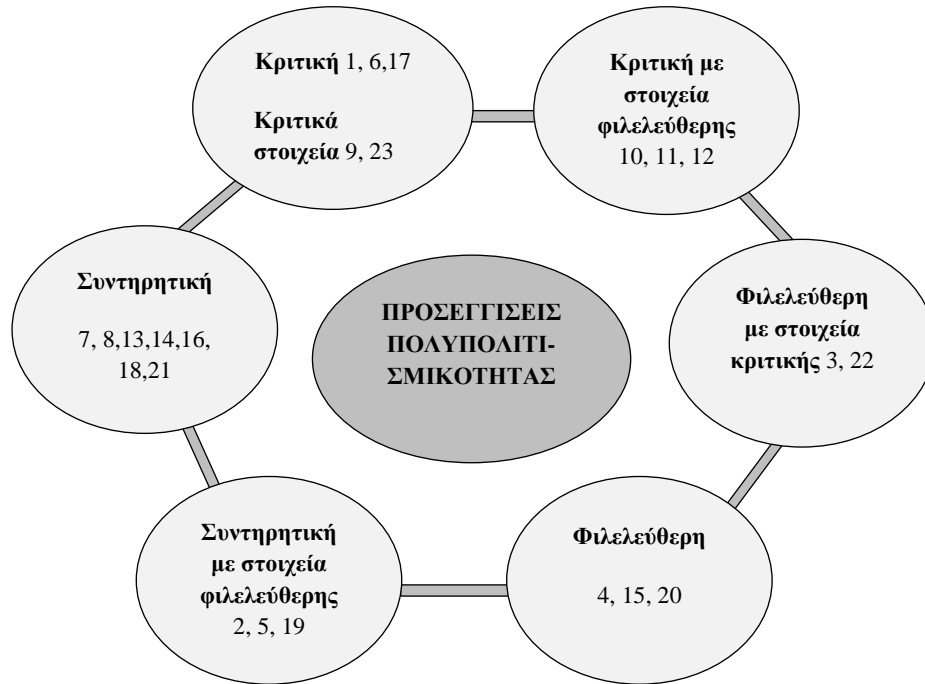 Κριτική 1, 6,17
Κριτικά
στοιχεία 9, 23
Κριτική με
στοιχεία
φιλελεύθερης
10, 11, 12
Συντηρητική
7, 8,13,14,16,
18,21
ΠΡΟΣΕΓΓΙΣΕΙΣ
ΠΟΛΥΠΟΛΙΤΙ-
ΣΜΙΚΟΤΗΤΑΣ
Φιλελεύθερη
με στοιχεία
κριτικής 3, 22
Συντηρητική
με στοιχεία
φιλελεύθερης
2, 5, 19
Φιλελεύθερη
4, 15, 20